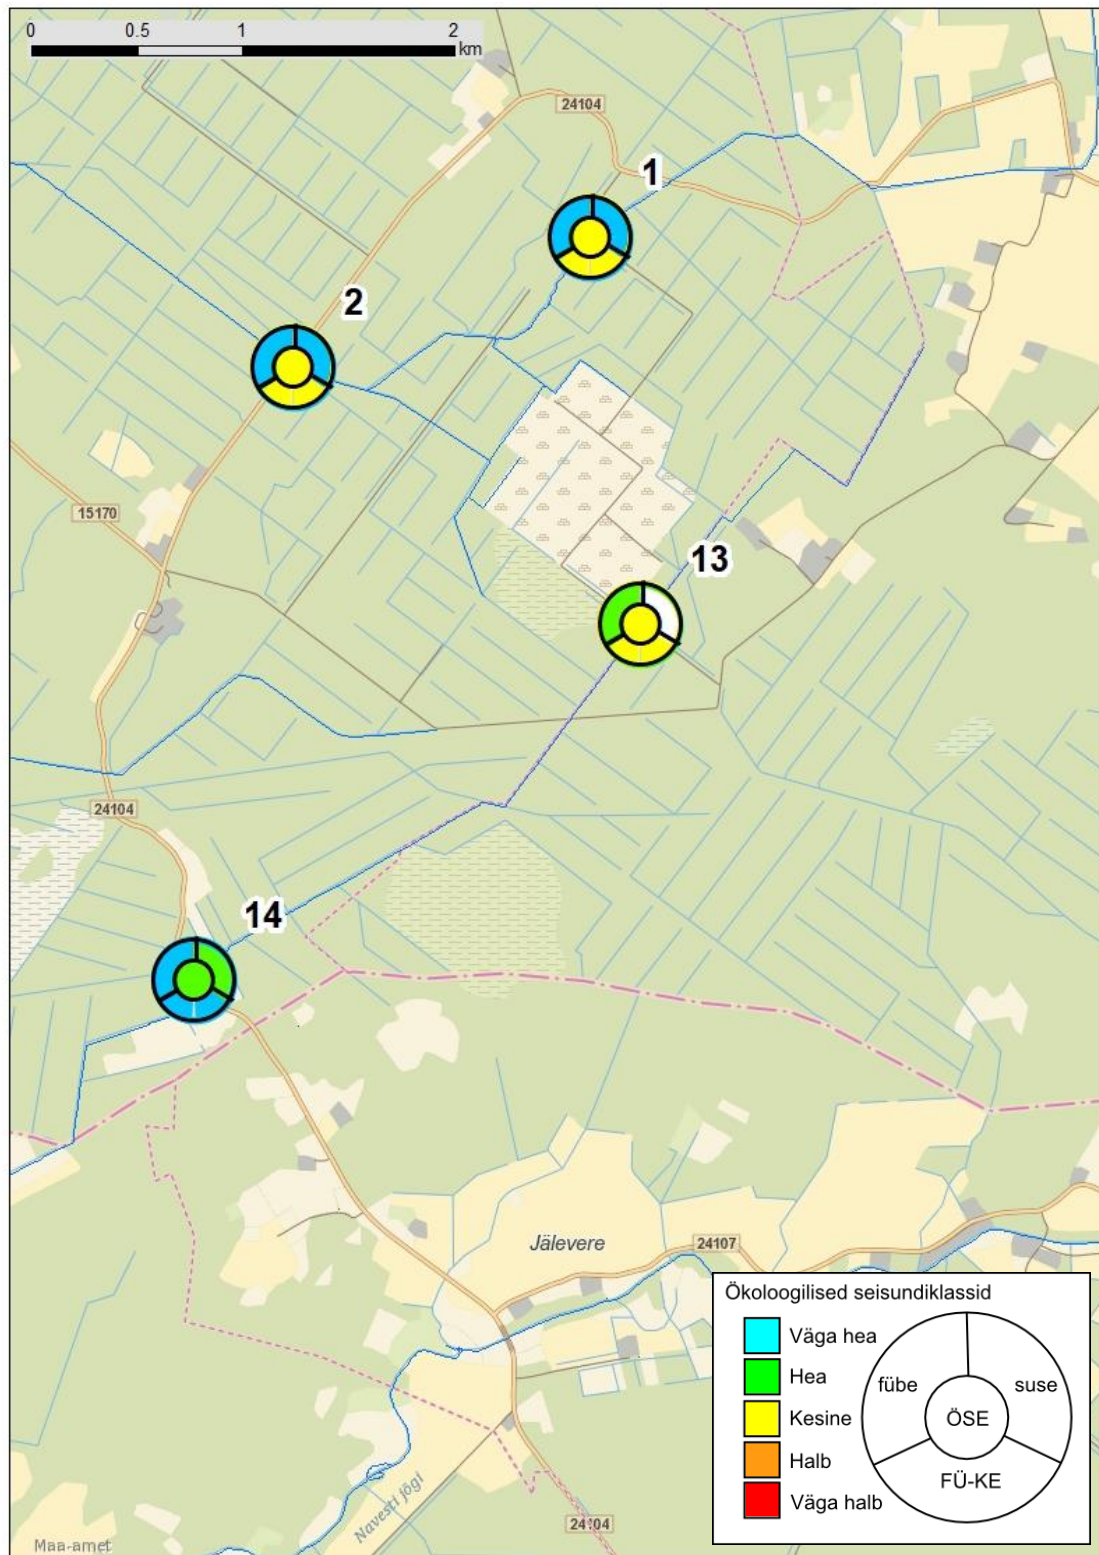 0 0.5 1 2
km
24104
1
2
15170
13
24104
14
Jälevere
24107
Navesti jõgi
24104
Maa-amet
Ökoloogilised seisundiklassid
Väga hea
Hea
Kesine
Halb
Väga halb
fübe
suse
ÖSE
FÜ-KE